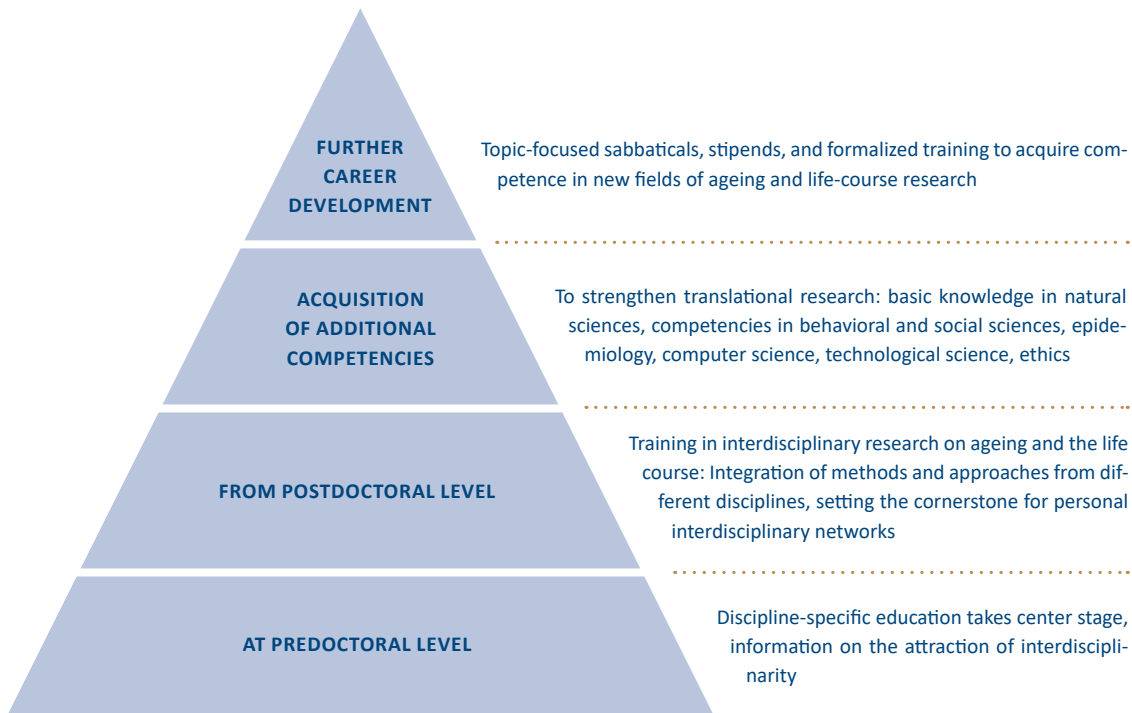 FURTHER
CAREER
DEVELOPMENT
Topic-focused sabbaticals, stipends, and formalized training to acquire com-
petence in new fields of ageing and life-course research
ACQUISITION
OF ADDITIONAL
COMPETENCIES
To strengthen translational research: basic knowledge in natural
sciences, competencies in behavioral and social sciences, epide-
miology, computer science, technological science, ethics
FROM POSTDOCTORAL LEVEL
Training in interdisciplinary research on ageing and the life
course: Integration of methods and approaches from dif-
ferent disciplines, setting the cornerstone for personal
interdisciplinary networks
AT PREDOCTORAL LEVEL
Discipline-specific education takes center stage,
information on the attraction of interdiscipli-
narity